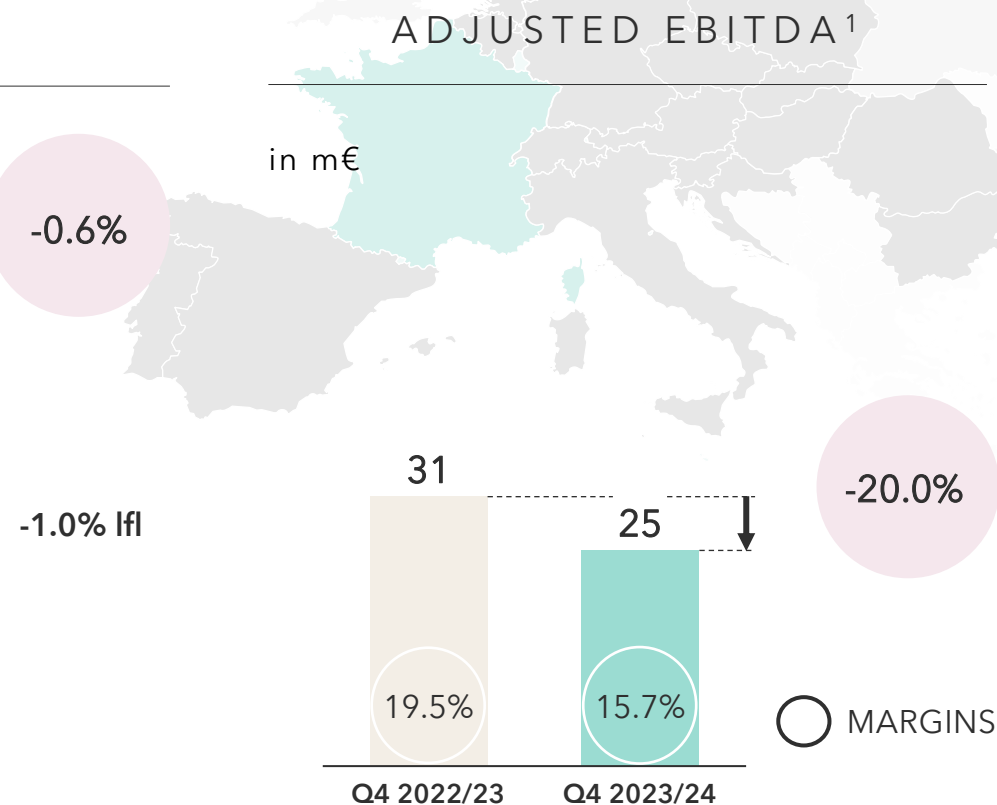 ADJUSTED EBITDA¹
in m€
-0.6%
31
-20.0%
25
-1.0% lfl
19.5%
15.7%
MARGINS
Q4 2022/23
Q4 2023/24